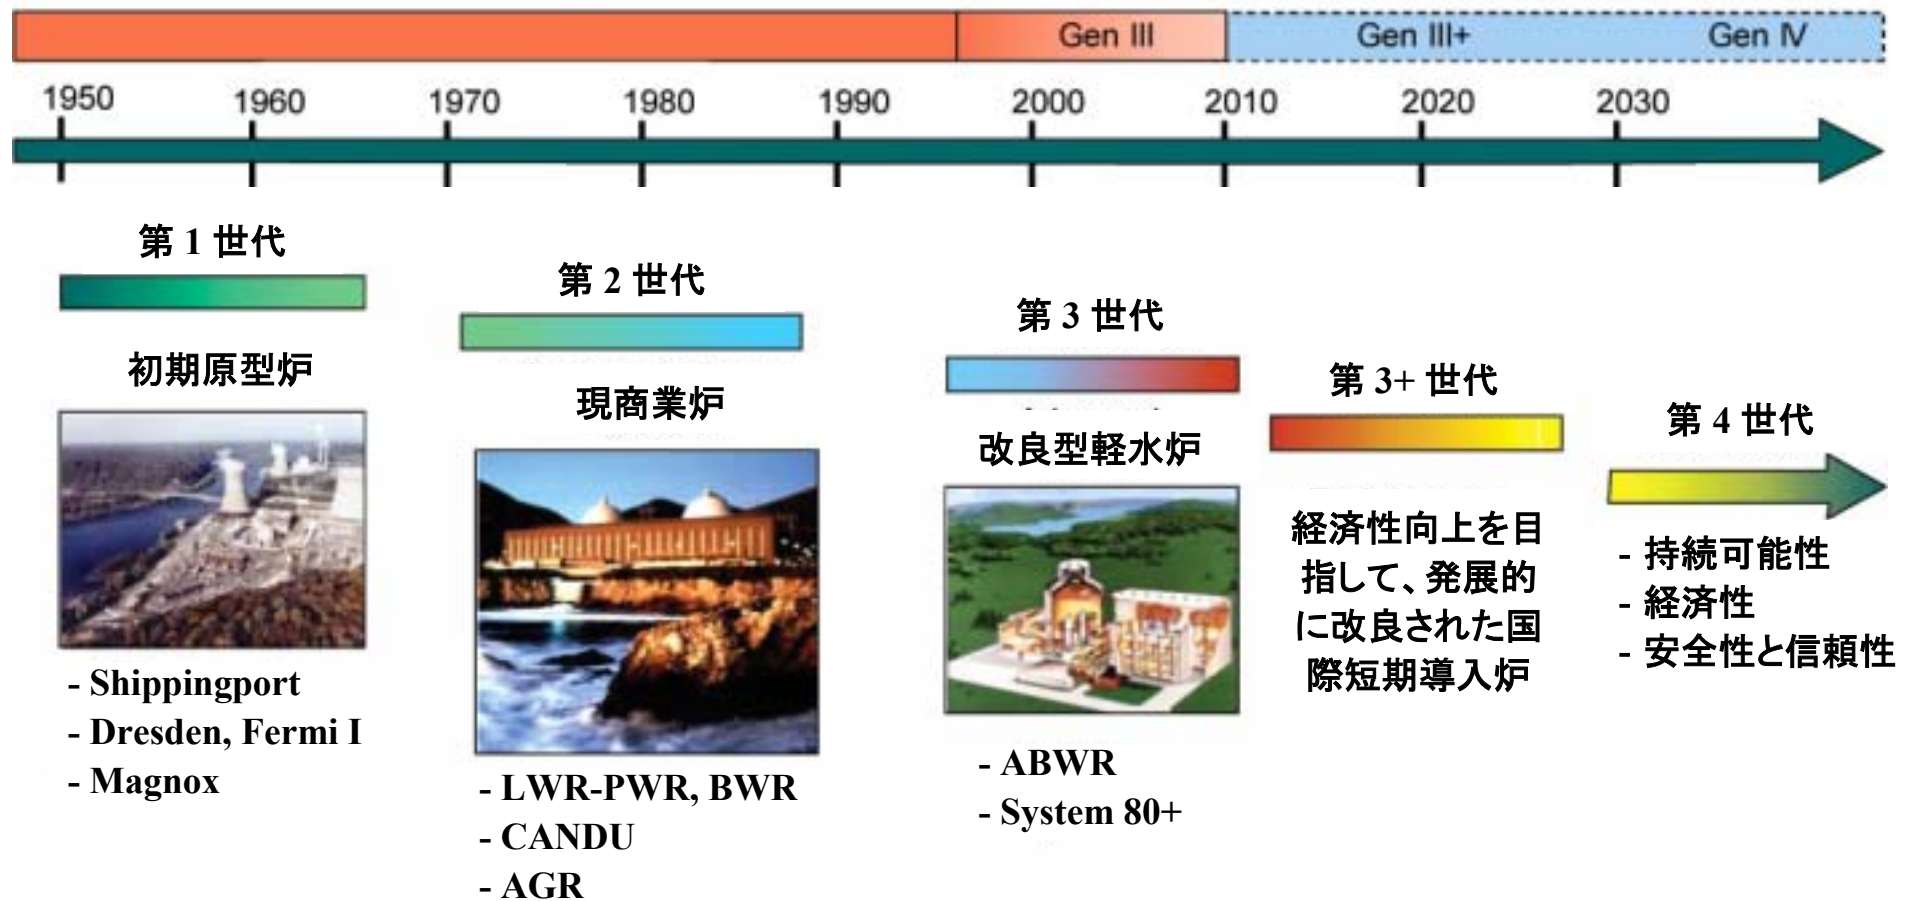 Gen III Gen III+ Gen IV
1950 1960 1970 1980 1990 2000 2010 2020 2030
第 1 世代
初期原型炉
- Shippingport
- Dresden, Fermi I
- Magnox
第 2 世代
現商業炉
- LWR-PWR, BWR
- CANDU
- AGR
第 3 世代
改良型軽水炉
- ABWR
- System 80+
第 3+ 世代
経済性向上を目
指して、発展的
に改良された国
際短期導入炉
第 4 世代
- 持続可能性
- 経済性
- 安全性と信頼性